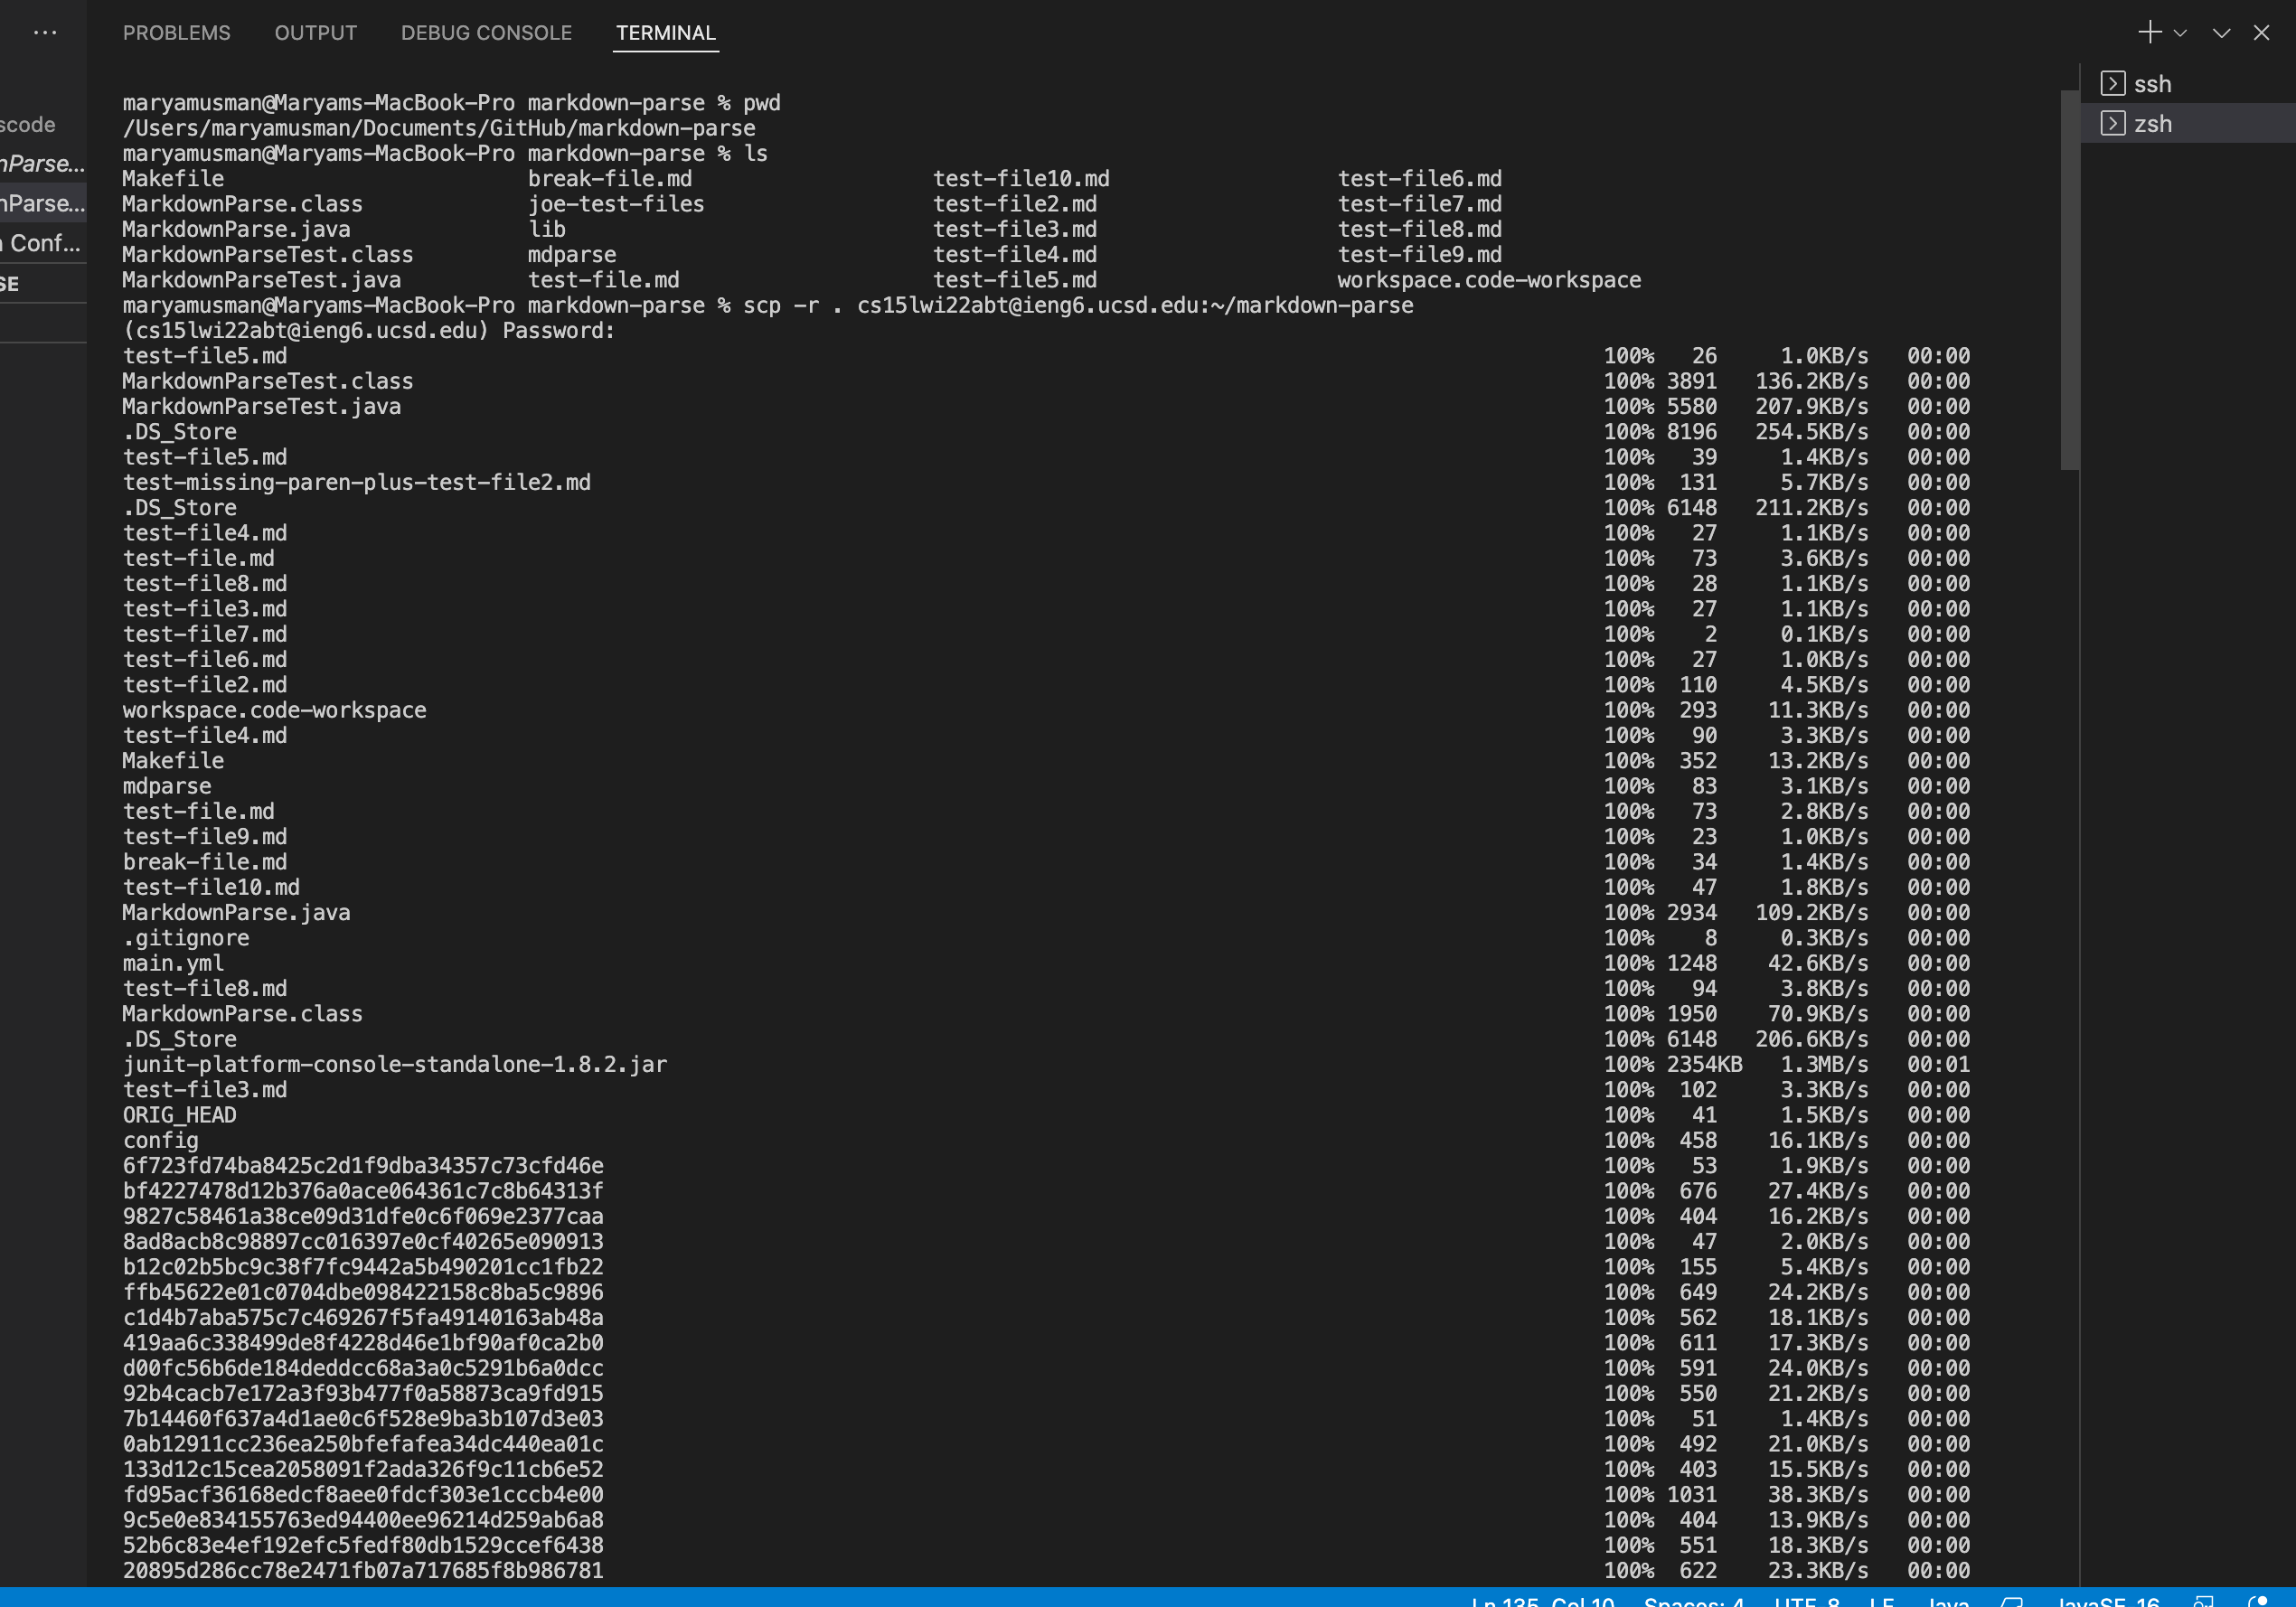 ... PROBLEMS OUTPUT DEBUG CONSOLE TERMINAL
ssh
zsh
scode
nParse...
nParse...
Conf...
SE
maryamusman@Maryams-MacBook-Pro markdown-parse % pwd
/Users/maryamusman/Documents/GitHub/markdown-parse
maryamusman@Maryams-MacBook-Pro markdown-parse % ls
Makefile break-file.md test-file10.md test-file6.md
MarkdownParse.class joe-test-files test-file2.md test-file7.md
MarkdownParse.java lib test-file3.md test-file8.md
MarkdownParseTest.class mdparse test-file4.md test-file9.md
MarkdownParseTest.java test-file.md test-file5.md workspace.code-workspace
maryamusman@Maryams-MacBook-Pro markdown-parse % scp -r . cs15lwi22abt@ieng6.ucsd.edu:~/markdown-parse
(cs15lwi22abt@ieng6.ucsd.edu) Password:
test-file5.md 100% 26 1.0KB/s 00:00
MarkdownParseTest.class 100% 3891 136.2KB/s 00:00
MarkdownParseTest.java 100% 5580 207.9KB/s 00:00
.DS_Store 100% 8196 254.5KB/s 00:00
test-file5.md 100% 39 1.4KB/s 00:00
test-missing-paren-plus-test-file2.md 100% 131 5.7KB/s 00:00
.DS_Store 100% 6148 211.2KB/s 00:00
test-file4.md 100% 27 1.1KB/s 00:00
test-file.md 100% 73 3.6KB/s 00:00
test-file8.md 100% 28 1.1KB/s 00:00
test-file3.md 100% 27 1.1KB/s 00:00
test-file7.md 100% 2 0.1KB/s 00:00
test-file6.md 100% 27 1.0KB/s 00:00
test-file2.md 100% 110 4.5KB/s 00:00
workspace.code-workspace 100% 293 11.3KB/s 00:00
test-file4.md 100% 90 3.3KB/s 00:00
Makefile 100% 352 13.2KB/s 00:00
mdparse 100% 83 3.1KB/s 00:00
test-file.md 100% 73 2.8KB/s 00:00
test-file9.md 100% 23 1.0KB/s 00:00
break-file.md 100% 34 1.4KB/s 00:00
test-file10.md 100% 47 1.8KB/s 00:00
MarkdownParse.java 100% 2934 109.2KB/s 00:00
.gitignore 100% 8 0.3KB/s 00:00
main.yml 100% 1248 42.6KB/s 00:00
test-file8.md 100% 94 3.8KB/s 00:00
MarkdownParse.class 100% 1950 70.9KB/s 00:00
.DS_Store 100% 6148 206.6KB/s 00:00
junit-platform-console-standalone-1.8.2.jar 100% 2354KB 1.3MB/s 00:01
test-file3.md 100% 102 3.3KB/s 00:00
ORIG_HEAD 100% 41 1.5KB/s 00:00
config 100% 458 16.1KB/s 00:00
6f723fd74ba8425c2d1f9dba34357c73cfd46e 100% 53 1.9KB/s 00:00
bf4227478d12b376a0ace064361c7c8b64313f 100% 676 27.4KB/s 00:00
9827c58461a38ce09d31dfe0c6f069e2377caa 100% 404 16.2KB/s 00:00
8ad8acb8c98897cc016397e0cf40265e090913 100% 47 2.0KB/s 00:00
b12c02b5bc9c38f7fc9442a5b490201cc1fb22 100% 155 5.4KB/s 00:00
ffb45622e01c0704dbe098422158c8ba5c9896 100% 649 24.2KB/s 00:00
c1d4b7aba575c7c469267f5fa49140163ab48a 100% 562 18.1KB/s 00:00
419aa6c338499de8f4228d46e1bf90af0ca2b0 100% 611 17.3KB/s 00:00
d00fc56b6de184deddcc68a3a0c5291b6a0dcc 100% 591 24.0KB/s 00:00
92b4cacb7e172a3f93b477f0a58873ca9fd915 100% 550 21.2KB/s 00:00
7b14460f637a4d1ae0c6f528e9ba3b107d3e03 100% 51 1.4KB/s 00:00
0ab12911cc236ea250bfefafea34dc440ea01c 100% 492 21.0KB/s 00:00
133d12c15cea2058091f2ada326f9c11cb6e52 100% 403 15.5KB/s 00:00
fd95acf36168edcf8aee0fdcf303e1cccb4e00 100% 1031 38.3KB/s 00:00
9c5e0e834155763ed94400ee96214d259ab6a8 100% 404 13.9KB/s 00:00
52b6c83e4ef192efc5fedf80db1529ccef6438 100% 551 18.3KB/s 00:00
20895d286cc78e2471fb07a717685f8b986781 100% 622 23.3KB/s 00:00
Ln 135, Col 10 Spaces: 4 UTF-8 LF Java JavaSE-16